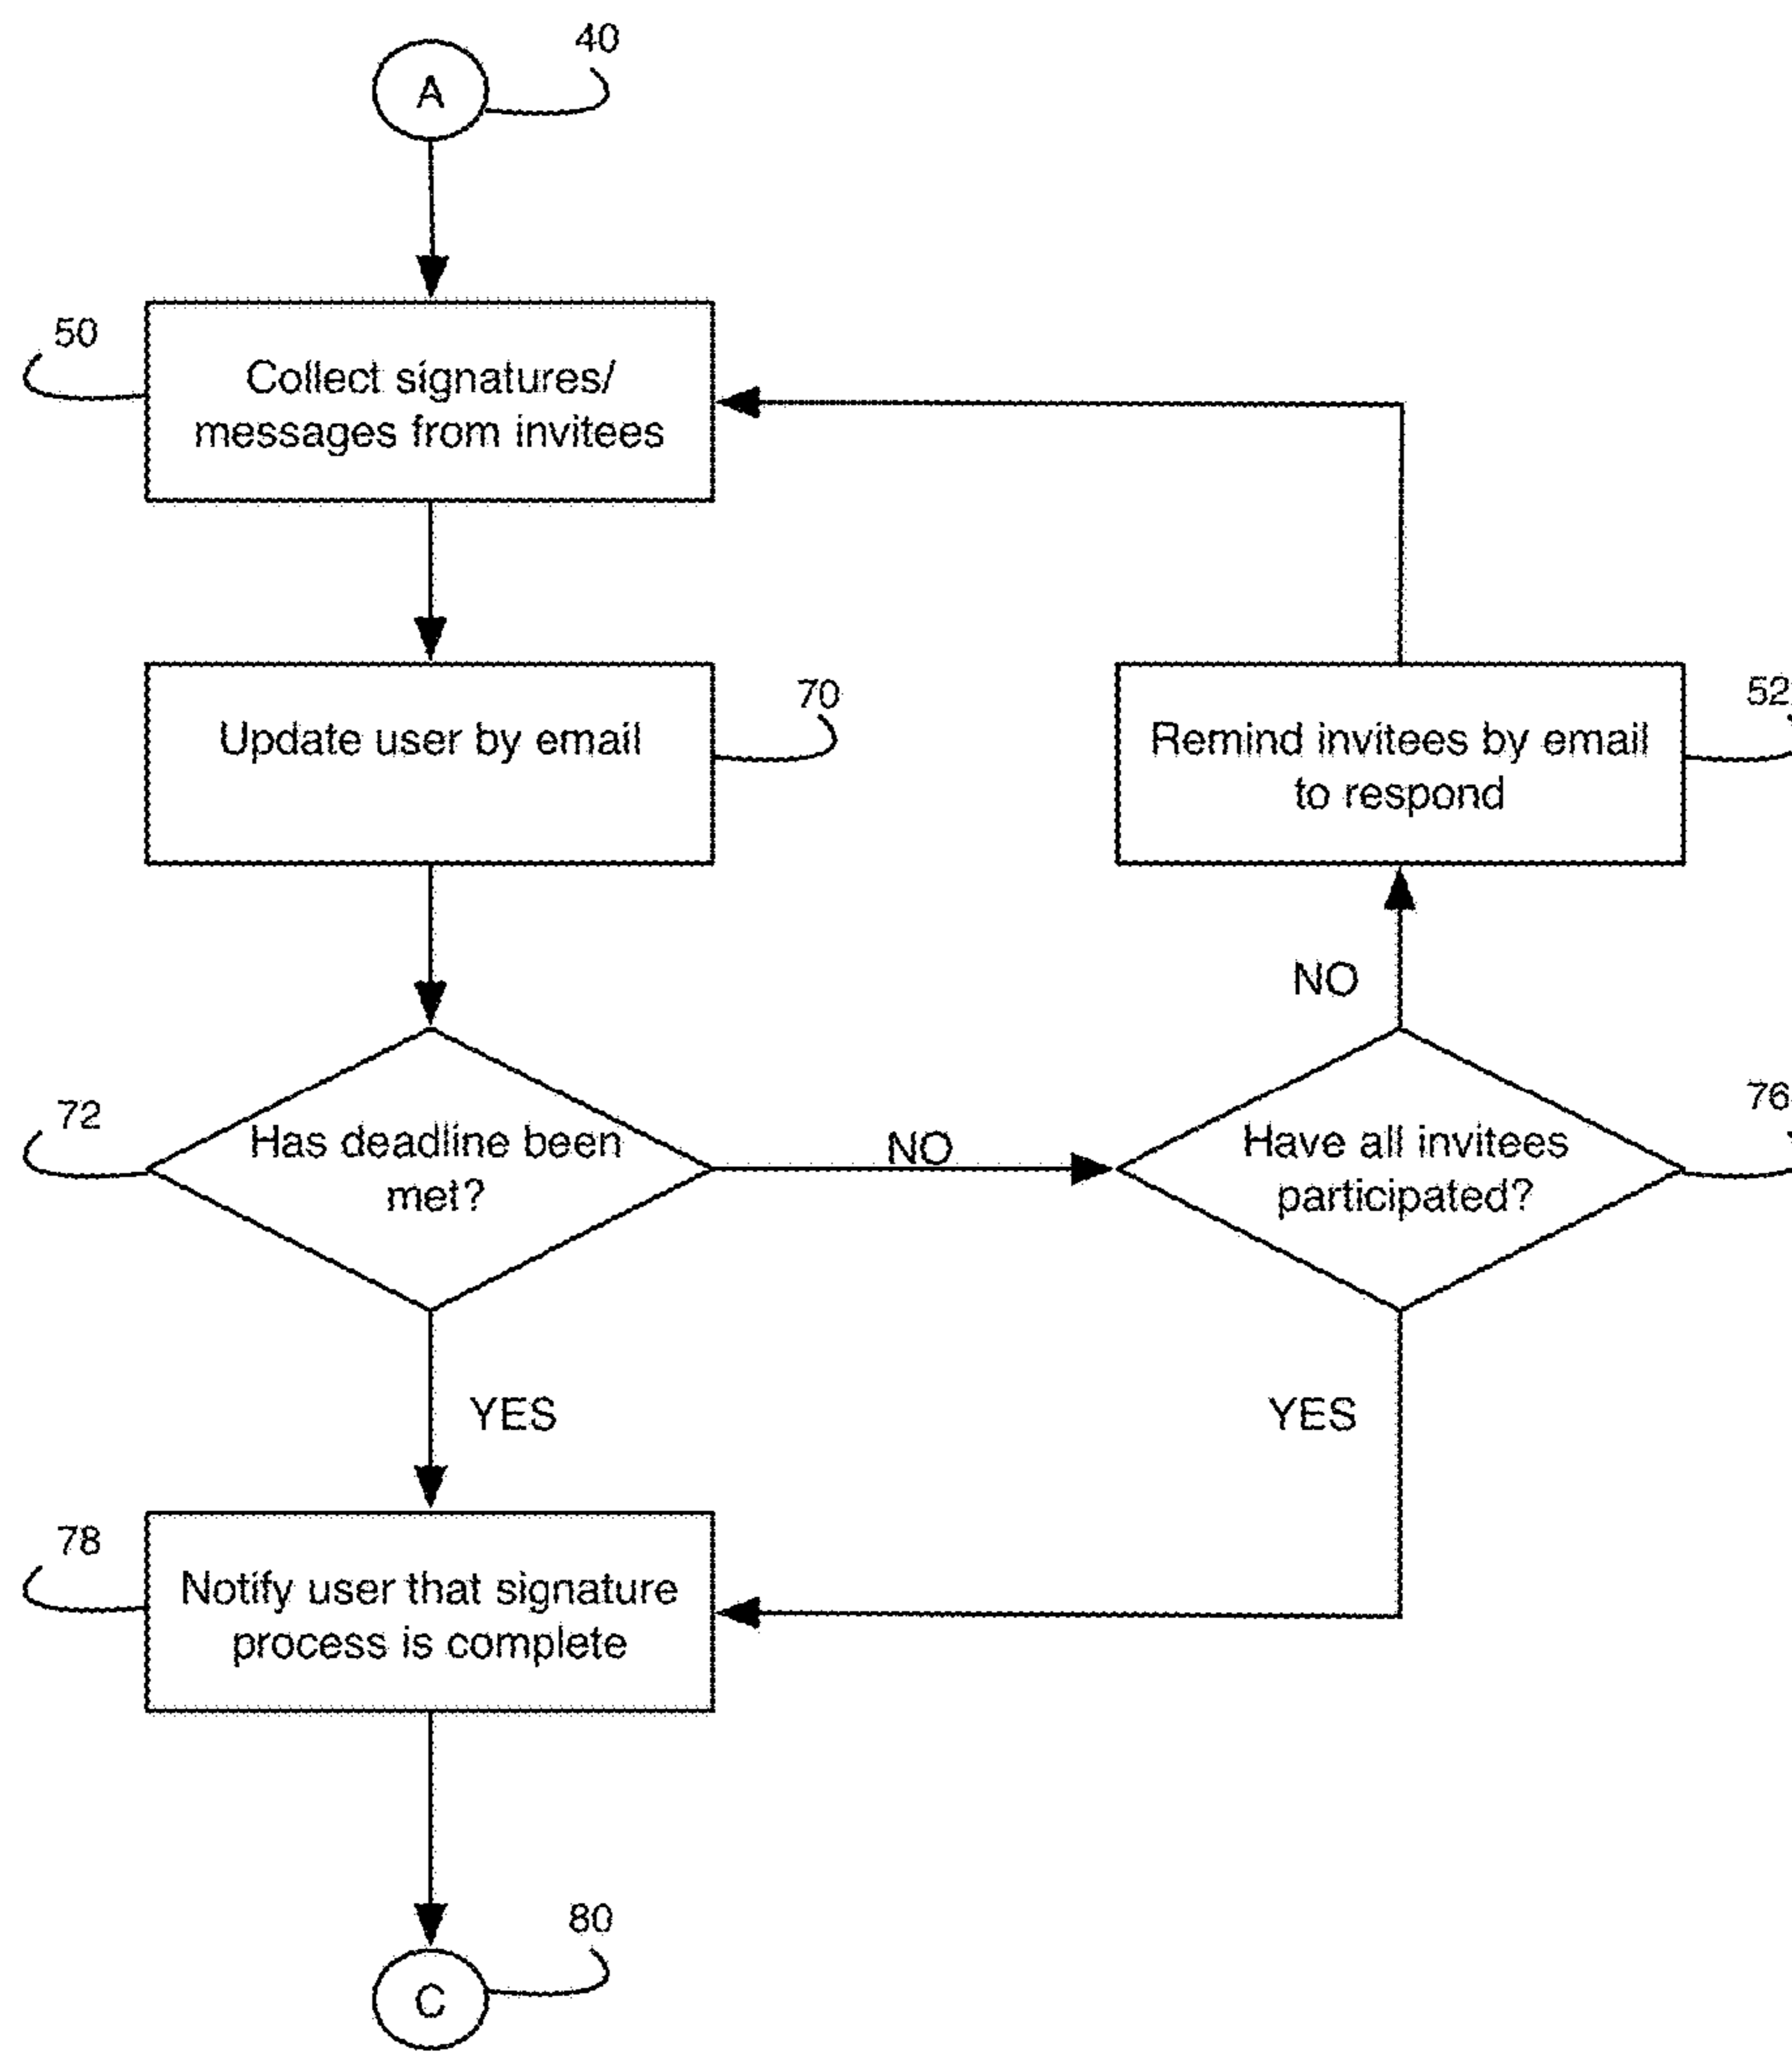 40
A
50
Collect signatures/
messages from invitees
70
Update user by email
52
Remind invitees by email
to respond
NO
72
Has deadline been
met?
NO
76
Have all invitees
participated?
YES
YES
78
Notify user that signature
process is complete
80
C